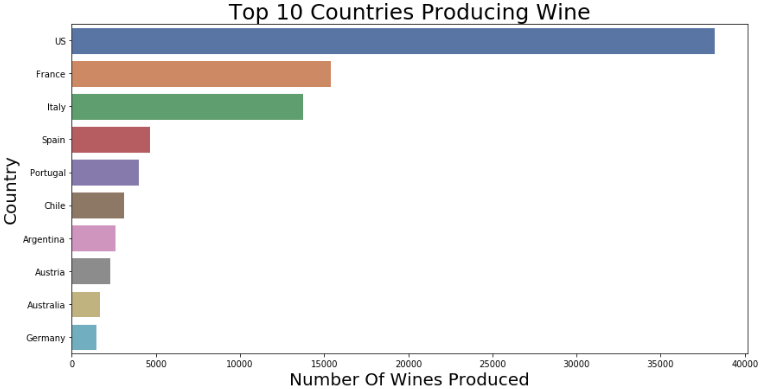 Top 10 Countries Producing Wine
Country
US
France
Italy
Spain
Portugal
Chile
Argentina
Austria
Australia
Germany
0 5000 10000 15000 20000 25000 30000 35000 40000
Number Of Wines Produced